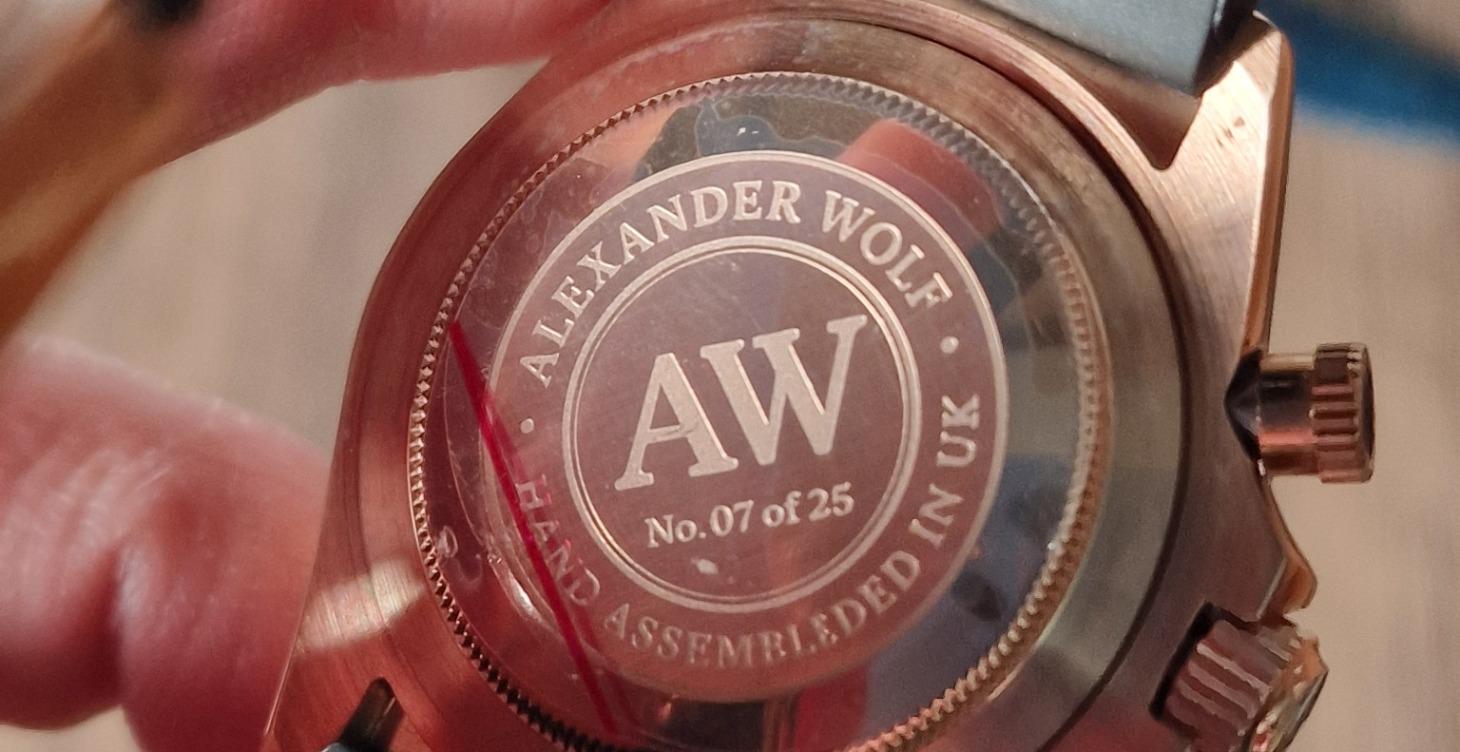 ALEXANDER WOLF
AW
No. 07 of 25
HAND ASSEMBLEDED IN UK